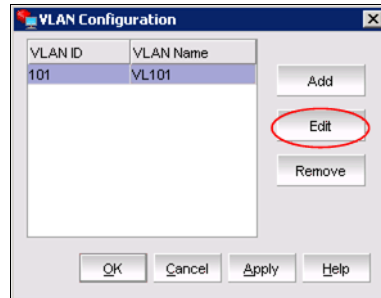 VLAN Configuration
VLAN ID VLAN Name
101 VL101
Add
Edit
Remove
OK Cancel Apply Help